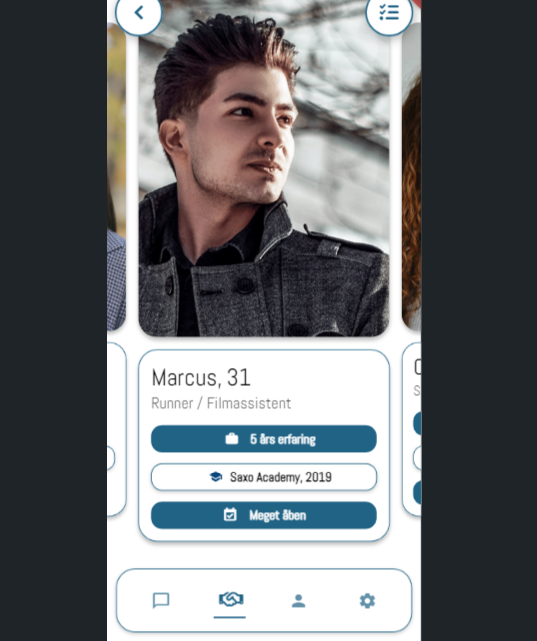 Marcus, 31
Runner / Filmassistent
5 års erfaring
Saxo Academy, 2019
Meget åben